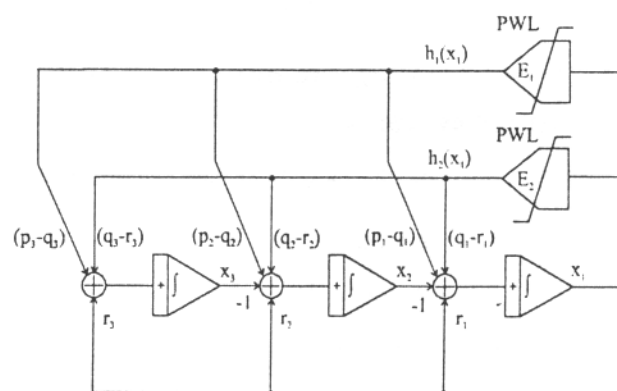 PWL
h₁(x₁)
E₁
PWL
h₂(x₁)
E₂
(p₃-q₃) (q₃-r₃) (p₂-q₂) (q₂-r₂) (p₁-q₁) (q₁-r₁)
+ ∫ x₃ + ∫ x₂ - ∫ x₁
r₃ -1 r₂ -1 r₁